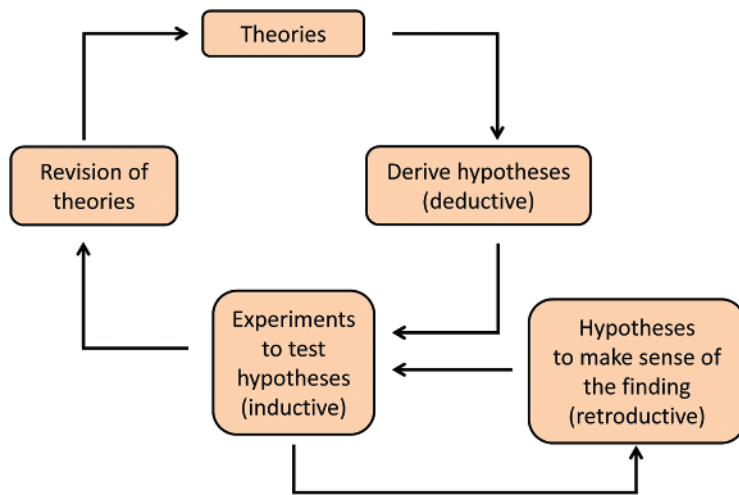 Theories
Revision of
theories
Derive hypotheses
(deductive)
Experiments
to test
hypotheses
(inductive)
Hypotheses
to make sense of
the finding
(retroductive)